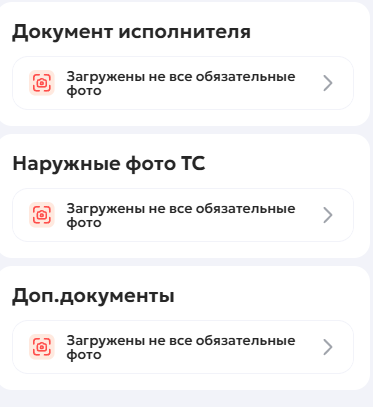 Документ исполнителя
Загружены не все обязательные
фото
Наружные фото ТС
Загружены не все обязательные
фото
Доп.документы
Загружены не все обязательные
фото